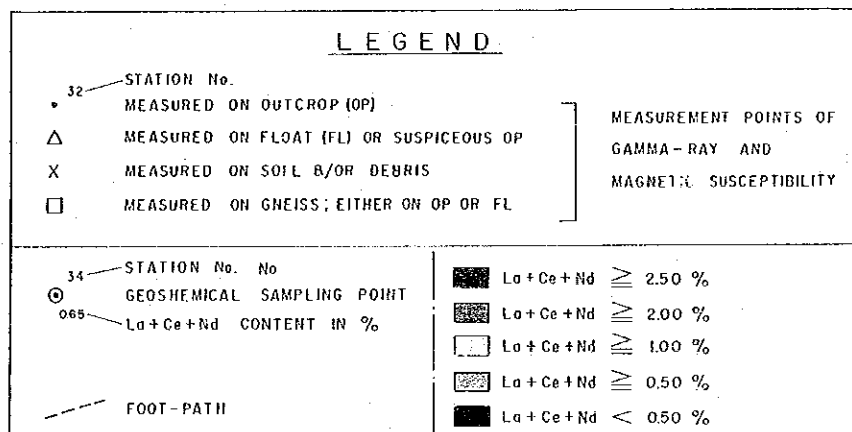 LEGEND
32 STATION No.
MEASURED ON OUTCROP (OP)
MEASURED ON FLOAT (FL) OR SUSPICEOUS OP
X MEASURED ON SOIL &/OR DEBRIS
MEASURED ON GNEISS; EITHER ON OP OR FL
MEASUREMENT POINTS OF
GAMMA-RAY AND
MAGNETIC SUSCEPTIBILITY
34 STATION No. No
GEOSHEMICAL SAMPLING POINT
0.65 La+Ce+Nd CONTENT IN %
FOOT-PATH
La+Ce+Nd ≧ 2.50 %
La+Ce+Nd ≧ 2.00 %
La+Ce+Nd ≧ 1.00 %
La+Ce+Nd ≧ 0.50 %
La+Ce+Nd < 0.50 %